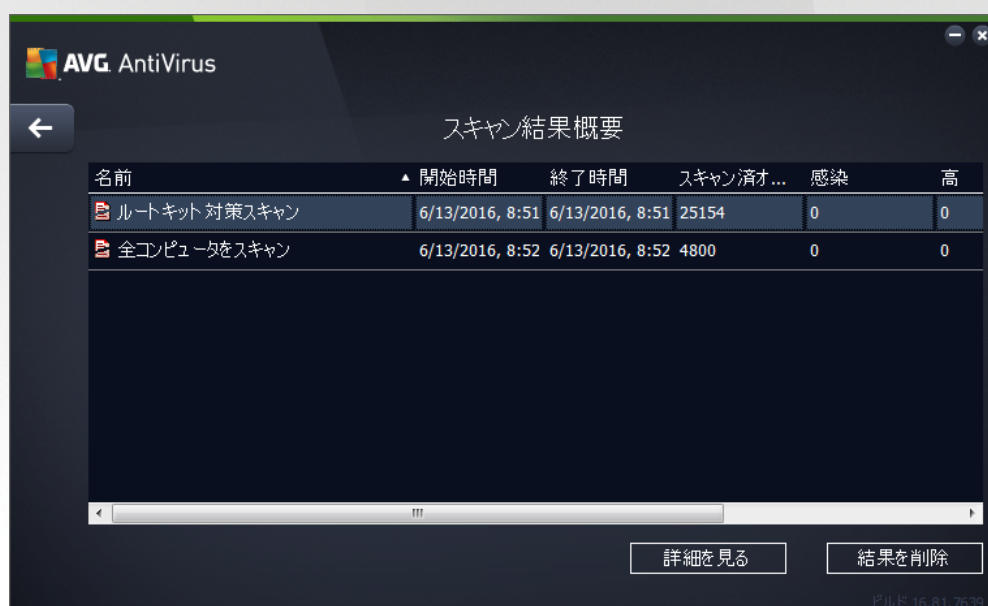 AVG AntiVirus
スキャン結果概要
名前 開始時間 終了時間 スキャン済オ... 感染 高
ルートキット対策スキャン 6/13/2016, 8:51 6/13/2016, 8:51 25154 0 0
全コンピュータをスキャン 6/13/2016, 8:52 6/13/2016, 8:52 4800 0 0
詳細を見る 結果を削除
ビルド 16.81.7639